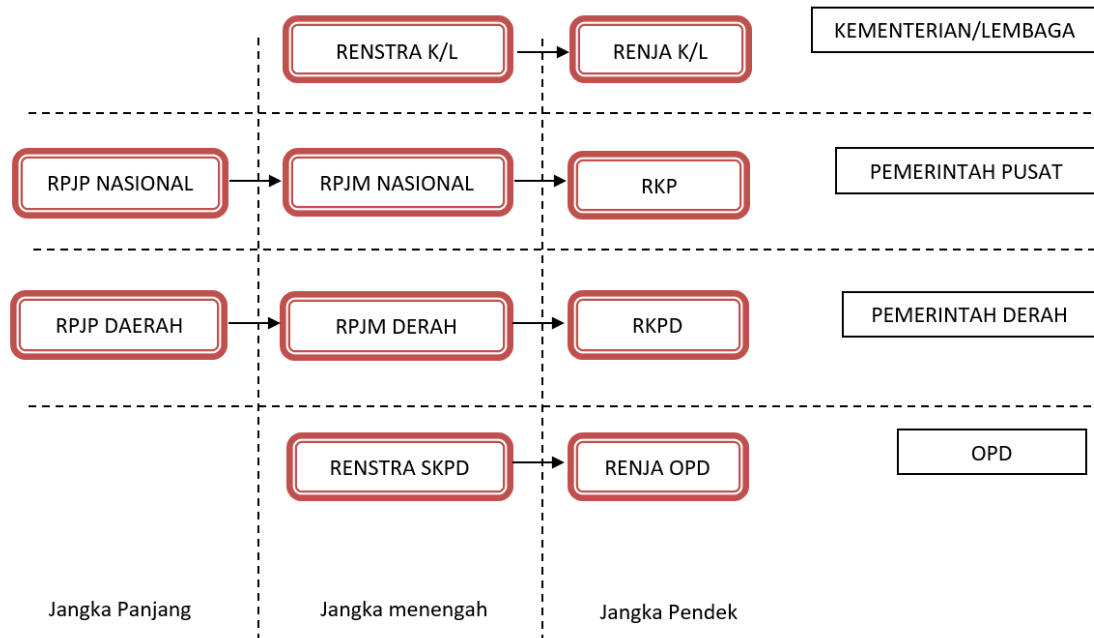 RENSTRA K/L
RENJA K/L
KEMENTERIAN/LEMBAGA
RPJP NASIONAL
RPJM NASIONAL
RKP
PEMERINTAH PUSAT
RPJP DAERAH
RPJM DERAH
RKPD
PEMERINTAH DERAH
RENSTRA SKPD
RENJA OPD
OPD
Jangka Panjang
Jangka menengah
Jangka Pendek